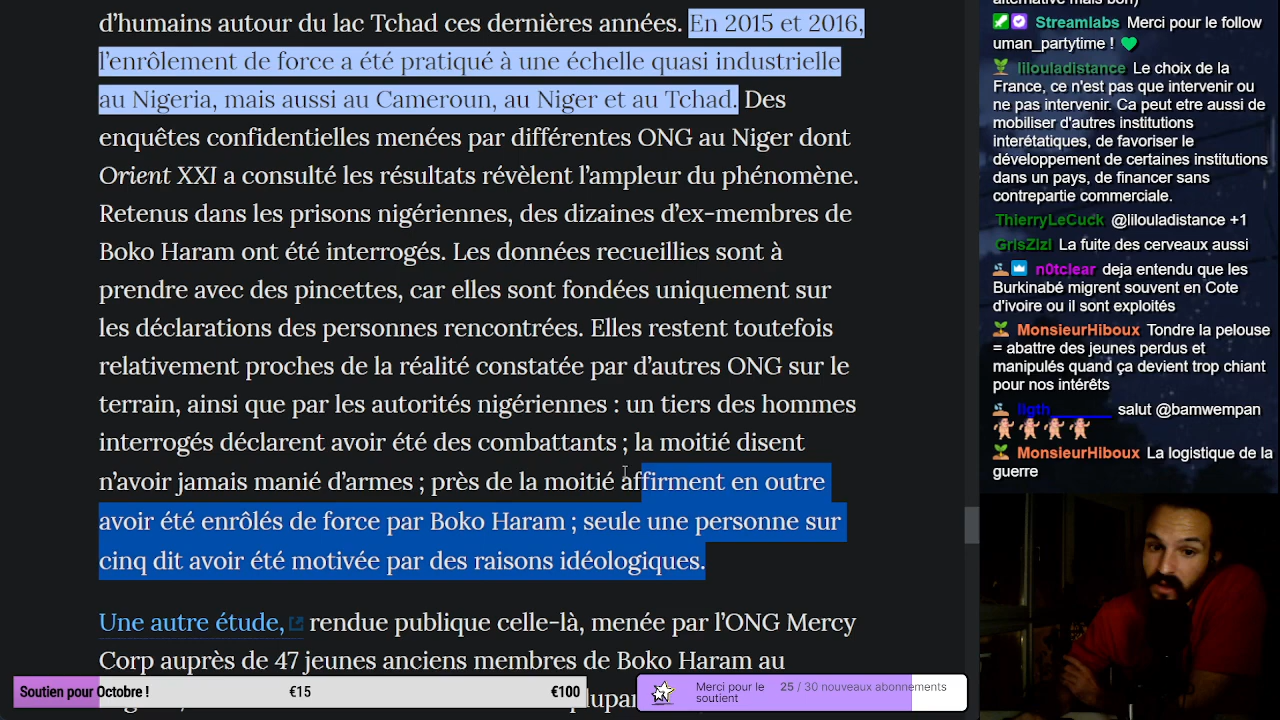 d'humains autour du lac Tchad ces dernières années. En 2015 et 2016,
l'enrôlement de force a été pratiqué à une échelle quasi industrielle
au Nigeria, mais aussi au Cameroun, au Niger et au Tchad. Des
enquêtes confidentielles menées par différentes ONG au Niger dont
Orient XXI a consulté les résultats révèlent l'ampleur du phénomène.
Retenus dans les prisons nigériennes, des dizaines d'ex-membres de
Boko Haram ont été interrogés. Les données recueillies sont à
prendre avec des pincettes, car elles sont fondées uniquement sur
les déclarations des personnes rencontrées. Elles restent toutefois
relativement proches de la réalité constatée par d'autres ONG sur le
terrain, ainsi que par les autorités nigériennes : un tiers des hommes
interrogés déclarent avoir été des combattants ; la moitié disent
n'avoir jamais manié d'armes ; près de la moitié affirment en outre
avoir été enrôlés de force par Boko Haram ; seule une personne sur
cinq dit avoir été motivée par des raisons idéologiques.
Une autre étude, rendue publique celle-là, menée par l'ONG Mercy
Corp auprès de 47 jeunes anciens membres de Boko Haram au
Soutien pour Octobre !
€15
€100
Merci pour le
soutient
25 / 30 nouveaux abonnements
alternative mais bon)
Streamlabs Merci pour le follow
uman_partytime !
lilouladistance Le choix de la
France, ce n'est pas que intervenir ou
ne pas intervenir. Ca peut etre aussi de
mobiliser d'autres institutions
interétatiques, de favoriser le
développement de certaines institutions
dans un pays, de financer sans
contrepartie commerciale.
ThierryLeCuck @lilouladistance +1
GrisZizi La fuite des cerveaux aussi
n0tclear deja entendu que les
Burkinabé migrent souvent en Cote
d'ivoire ou il sont exploités
MonsieurHiboux Tondre la pelouse
= abattre des jeunes perdus et
manipulés quand ça devient trop chiant
pour nos intérêts
ligth_______ salut @bamwempan
MonsieurHiboux La logistique de la
guerre